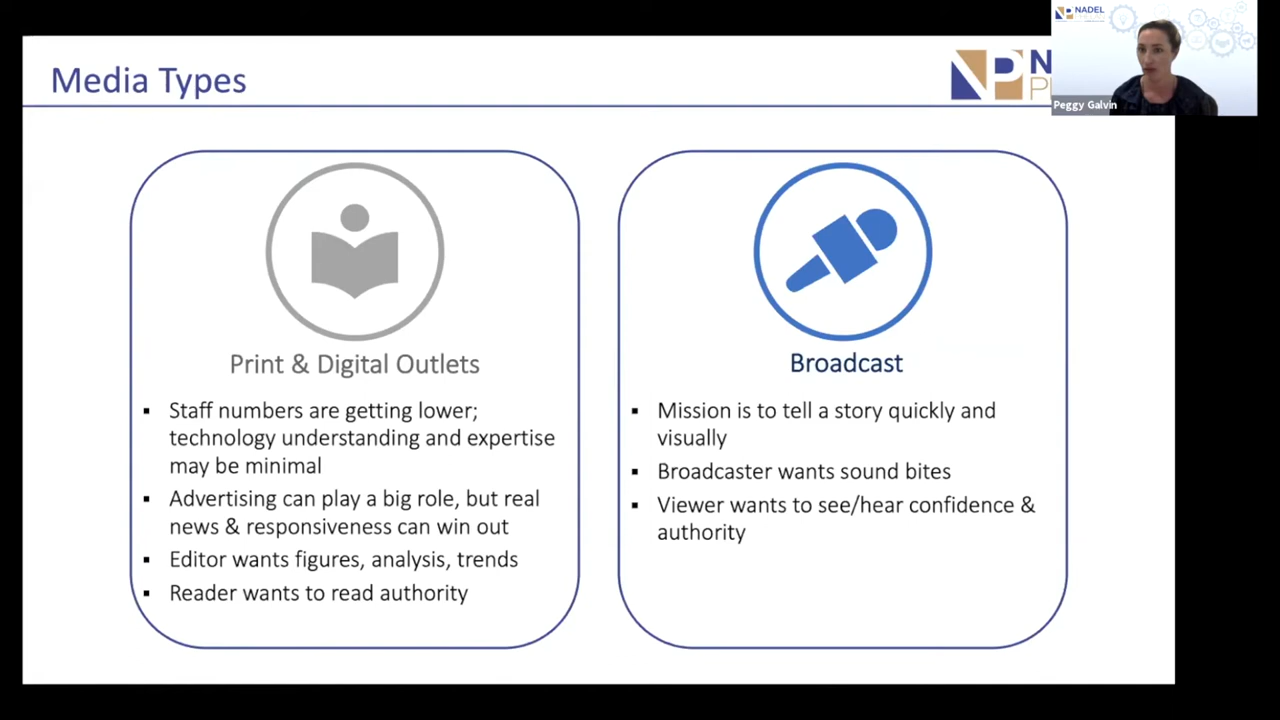 Media Types
NP N
P
NP NADEL
Peggy Galvin
Print & Digital Outlets
▪ Staff numbers are getting lower;
technology understanding and expertise
may be minimal
▪ Advertising can play a big role, but real
news & responsiveness can win out
▪ Editor wants figures, analysis, trends
▪ Reader wants to read authority
Broadcast
▪ Mission is to tell a story quickly and
visually
▪ Broadcaster wants sound bites
▪ Viewer wants to see/hear confidence &
authority